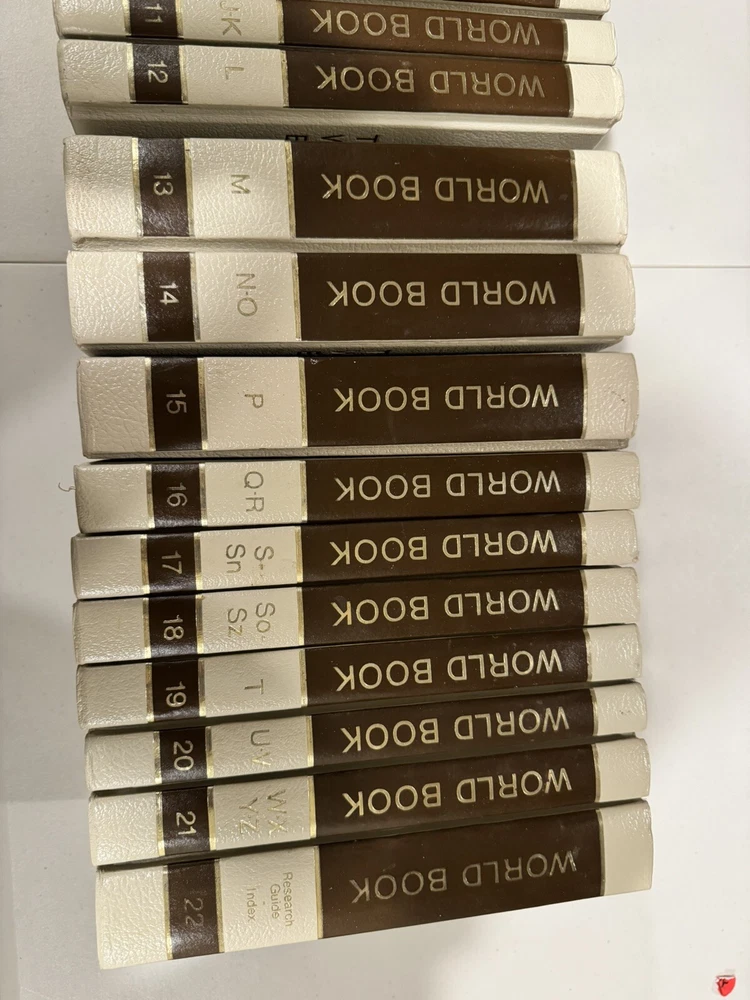 WORLD BOOK
J·K
11
WORLD BOOK
L
12
WORLD BOOK
M
13
WORLD BOOK
N·O
14
WORLD BOOK
P
15
WORLD BOOK
Q·R
16
WORLD BOOK
S-
Sn
17
WORLD BOOK
So-
Sz
18
WORLD BOOK
T
19
WORLD BOOK
U·V
20
WORLD BOOK
W·X
Y·Z
21
WORLD BOOK
Research
Guide
Index
22